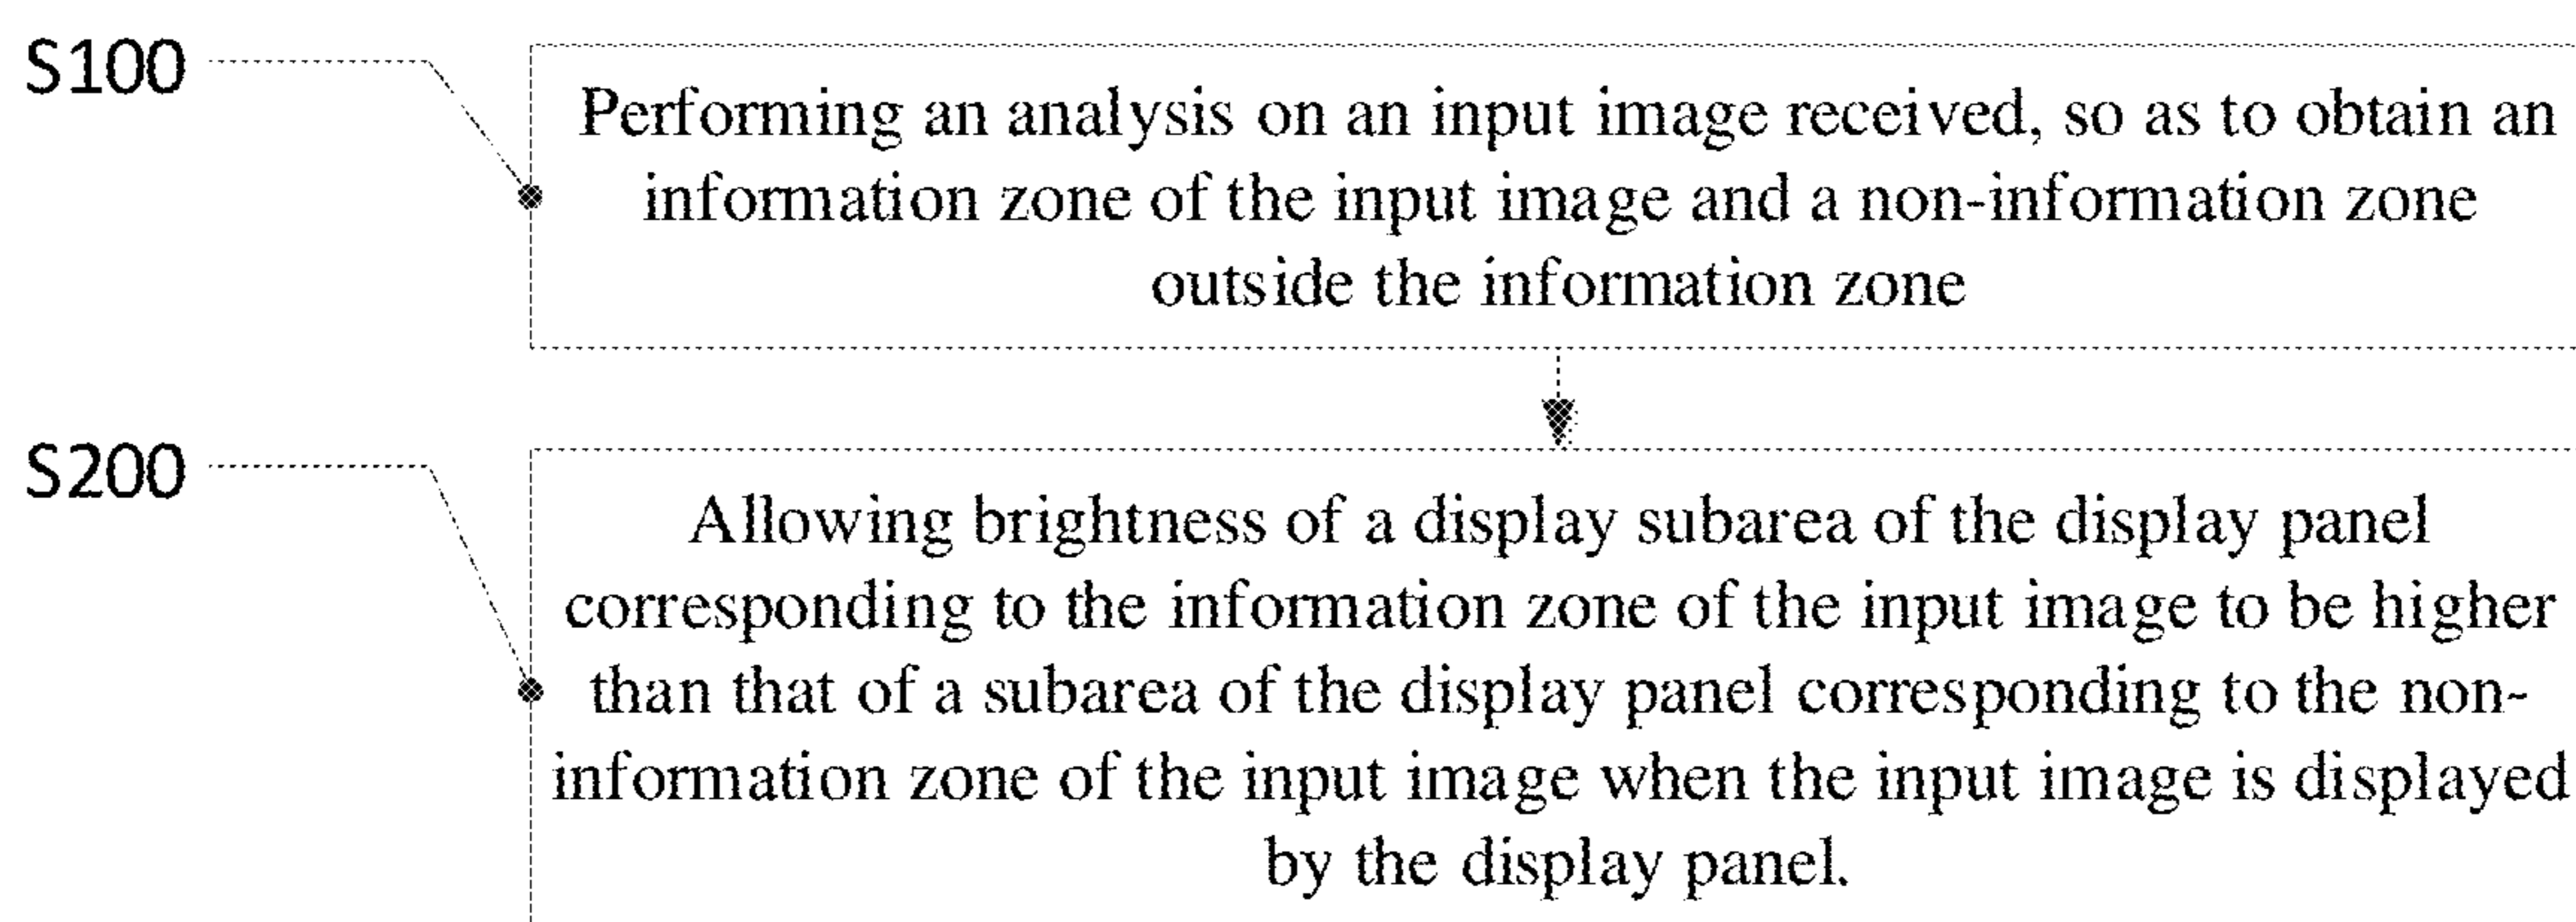 S100
Performing an analysis on an input image received, so as to obtain an
information zone of the input image and a non-information zone
outside the information zone
S200
Allowing brightness of a display subarea of the display panel
corresponding to the information zone of the input image to be higher
than that of a subarea of the display panel corresponding to the non-
information zone of the input image when the input image is displayed
by the display panel.